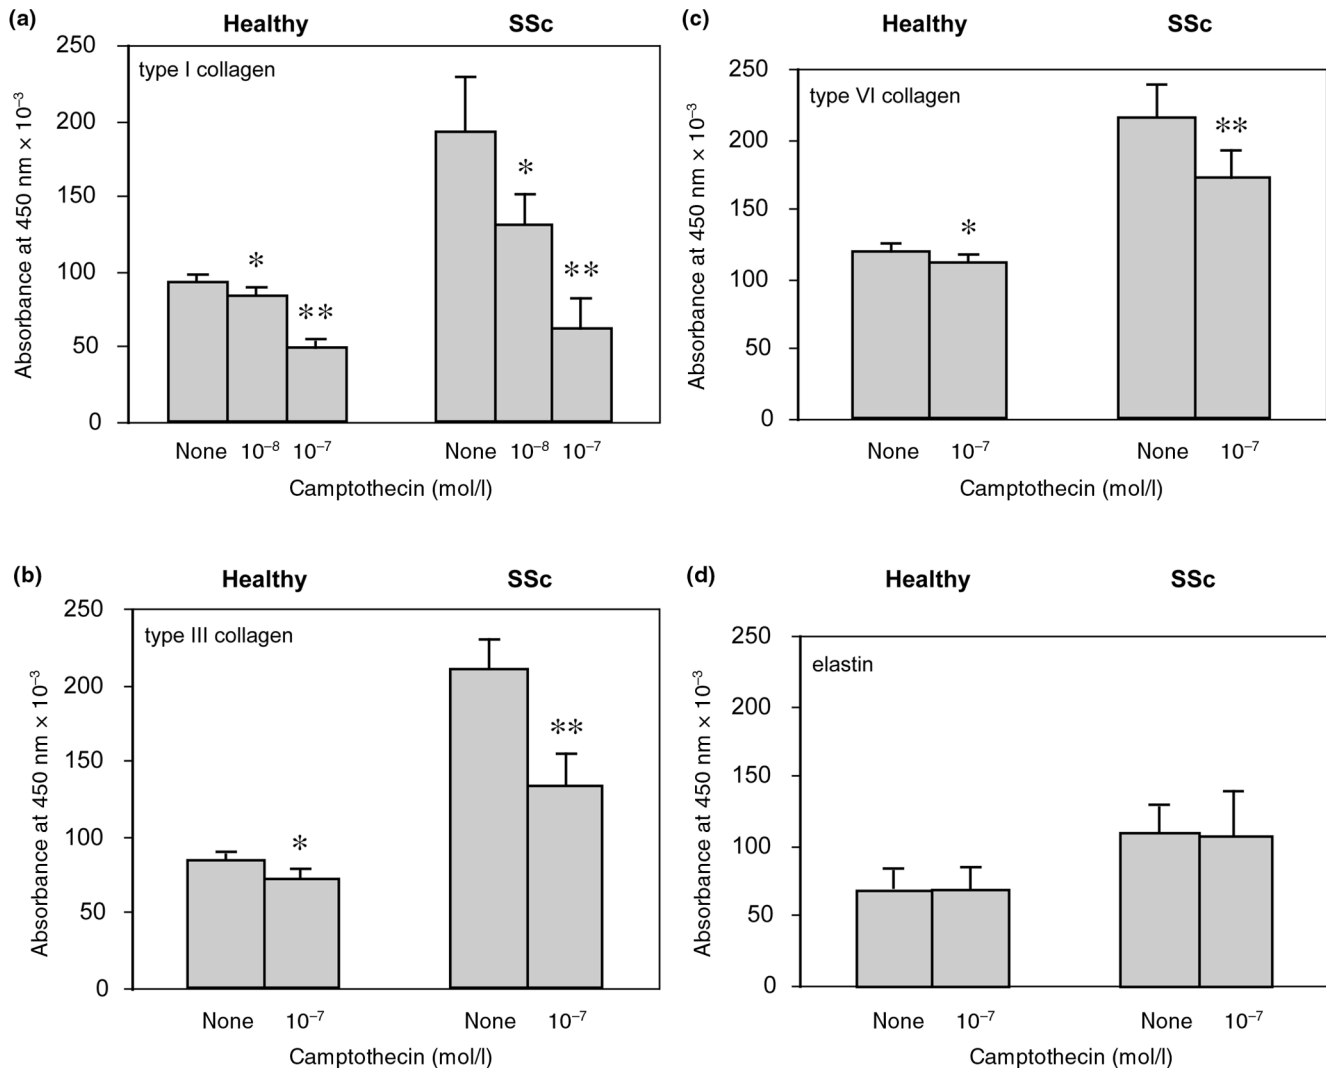 (a)
Healthy SSc
type I collagen
Absorbance at 450 nm × 10⁻³
250
200
150
100
50
0
* ** * **
None 10⁻⁸ 10⁻⁷ None 10⁻⁸ 10⁻⁷
Camptothecin (mol/l)
(c)
Healthy SSc
type VI collagen
Absorbance at 450 nm × 10⁻³
250
200
150
100
50
0
* **
None 10⁻⁷ None 10⁻⁷
Camptothecin (mol/l)
(b)
Healthy SSc
type III collagen
Absorbance at 450 nm × 10⁻³
250
200
150
100
50
0
* **
None 10⁻⁷ None 10⁻⁷
Camptothecin (mol/l)
(d)
Healthy SSc
elastin
Absorbance at 450 nm × 10⁻³
250
200
150
100
50
0
None 10⁻⁷ None 10⁻⁷
Camptothecin (mol/l)